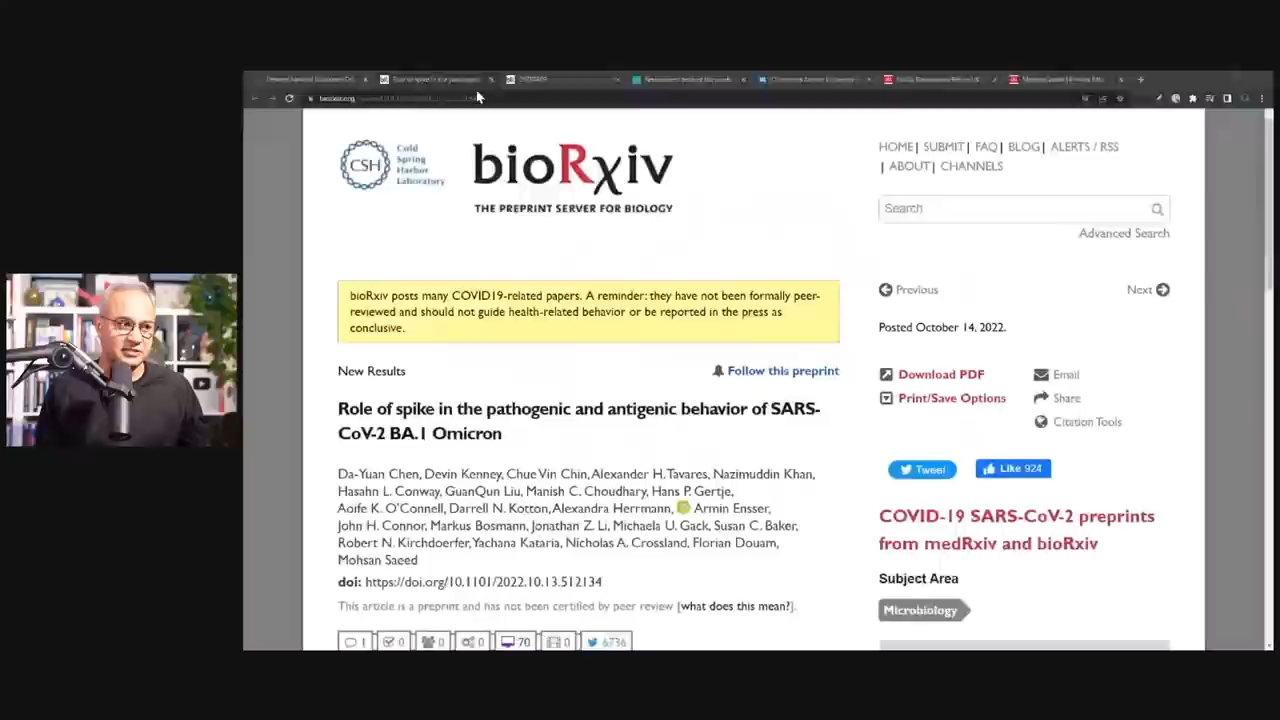 Cold
Spring
Harbor
Laboratory
CSH
bioRxiv
THE PREPRINT SERVER FOR BIOLOGY
HOME| SUBMIT| FAQ| BLOG| ALERTS / RSS
| ABOUT| CHANNELS
Search
Advanced Search
bioRxiv posts many COVID19-related papers. A reminder: they have not been formally peer-
reviewed and should not guide health-related behavior or be reported in the press as
conclusive.
Previous
Next
Posted October 14, 2022.
New Results
Follow this preprint
Download PDF
Email
Print/Save Options
Share
Citation Tools
Role of spike in the pathogenic and antigenic behavior of SARS-
CoV-2 BA.1 Omicron
Tweet
Like 924
Da-Yuan Chen, Devin Kenney, Chue Vin Chin, Alexander H. Tavares, Nazimuddin Khan,
Hasahn L. Conway, GuanQun Liu, Manish C. Choudhary, Hans P. Gertje,
Aoife K. O'Connell, Darrell N. Kotton, Alexandra Herrmann, Armin Ensser,
John H. Connor, Markus Bosmann, Jonathan Z. Li, Michaela U. Gack, Susan C. Baker,
Robert N. Kirchdoerfer, Yachana Kataria, Nicholas A. Crossland, Florian Douam,
Mohsan Saeed
doi: https://doi.org/10.1101/2022.10.13.512134
This article is a preprint and has not been certified by peer review [what does this mean?].
COVID-19 SARS-CoV-2 preprints
from medRxiv and bioRxiv
Subject Area
Microbiology
1 0 0 0 70 0 6736